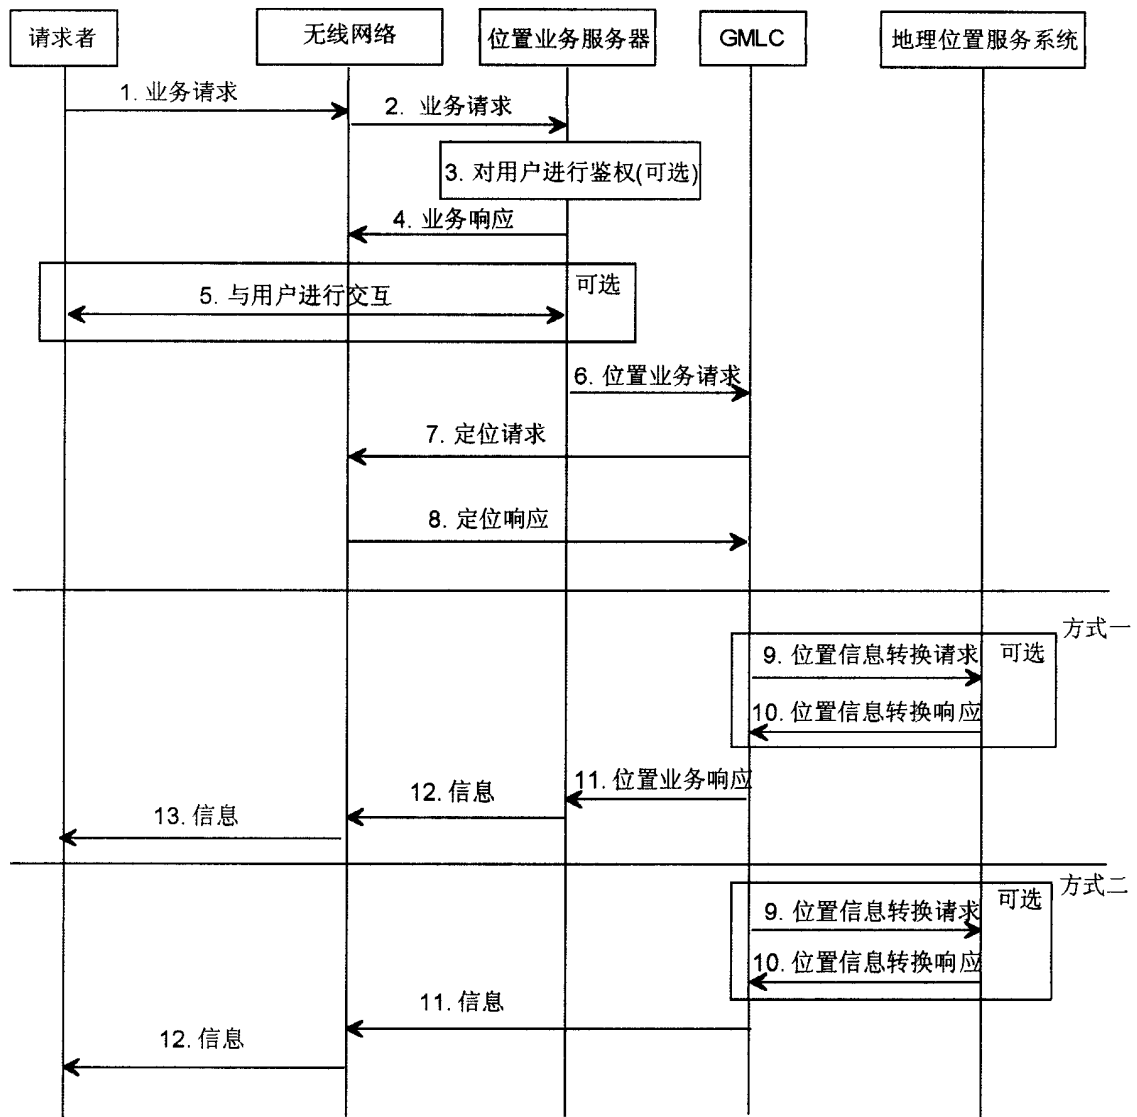 请求者
无线网络
位置业务服务器
GMLC
地理位置服务系统
1. 业务请求
2. 业务请求
3. 对用户进行鉴权(可选)
4. 业务响应
可选
5. 与用户进行交互
6. 位置业务请求
7. 定位请求
8. 定位响应
方式一
9. 位置信息转换请求
可选
10. 位置信息转换响应
11. 位置业务响应
12. 信息
13. 信息
方式二
9. 位置信息转换请求
可选
10. 位置信息转换响应
11. 信息
12. 信息